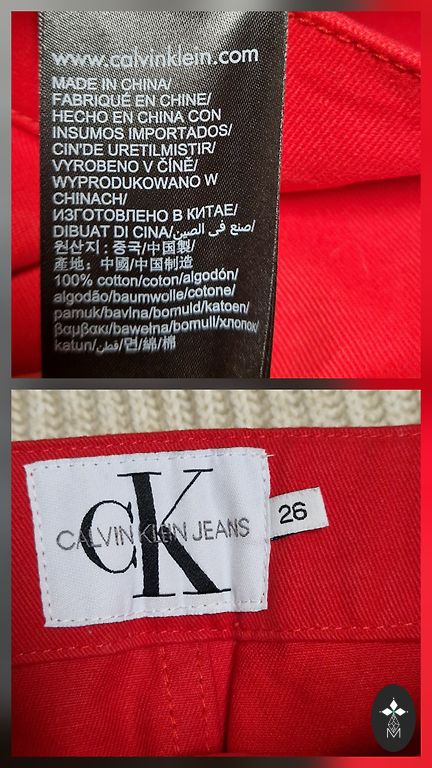 www.calvinklein.com
MADE IN CHINA/
FABRIQUÉ EN CHINE/
HECHO EN CHINA CON
INSUMOS IMPORTADOS/
CIN'DE URETILMISTIR/
VYROBENO V ČÍNĚ/
WYPRODUKOWANO W
CHINACH/
ИЗГОТОВЛЕНО В КИТАЕ/
DIBUAT DI CINA/صنع في الصين/
원산지 : 중국/中国製/
產地: 中國/中国制造
100% cotton/coton/algodón/
algodão/baumwolle/cotone/
pamuk/bavlna/bomuld/katoen/
βαμβακι/bawełna/bomull/хлопок/
katun/قطن/면/綿/棉
CK
CALVIN KLEIN JEANS
26
M